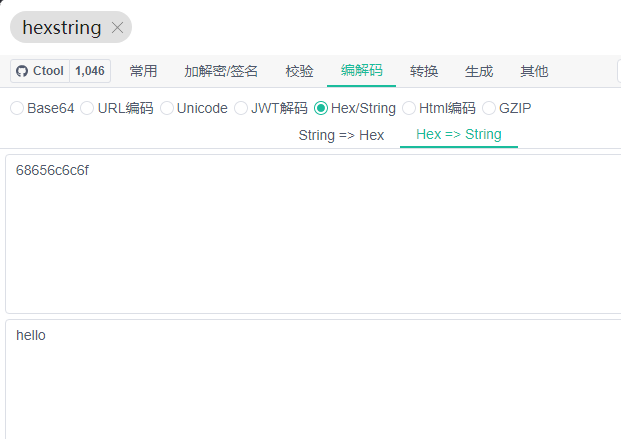 hexstring
Ctool 1,046 常用 加解密/签名 校验 编解码 转换 生成 其他
Base64 URL编码 Unicode JWT解码 Hex/String Html编码 GZIP
String => Hex Hex => String
68656c6c6f
hello